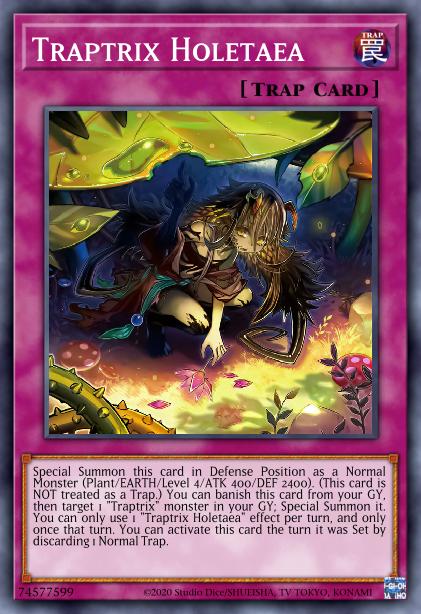 TRAPTRIX HOLETAEA
TRAP
罠
[TRAP CARD]
Special Summon this card in Defense Position as a Normal
Monster (Plant/EARTH/Level 4/ATK 400/DEF 2400). (This card is
NOT treated as a Trap.) You can banish this card from your GY,
then target 1 "Traptrix" monster in your GY; Special Summon it.
You can only use 1 "Traptrix Holetaea" effect per turn, and only
once that turn. You can activate this card the turn it was Set by
discarding 1 Normal Trap.
74577599
©2020 Studio Dice/SHUEISHA, TV TOKYO, KONAMI